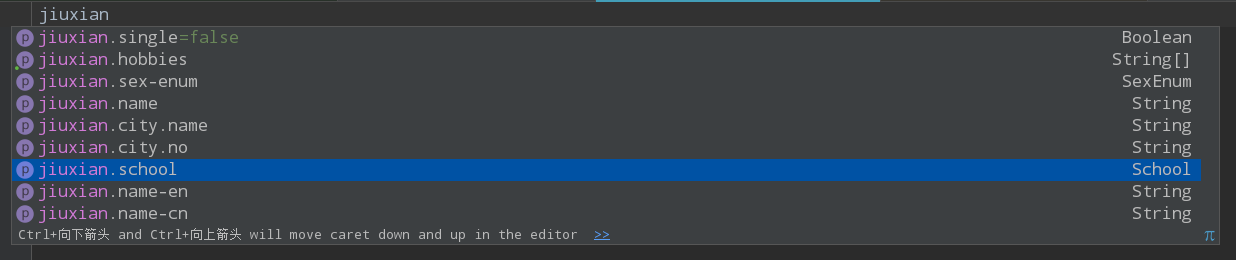 jiuxian
p jiuxian.single=false Boolean
p jiuxian.hobbies String[]
p jiuxian.sex-enum SexEnum
p jiuxian.name String
p jiuxian.city.name String
p jiuxian.city.no String
p jiuxian.school School
p jiuxian.name-en String
p jiuxian.name-cn String
Ctrl+向下箭头 and Ctrl+向上箭头 will move caret down and up in the editor >> π